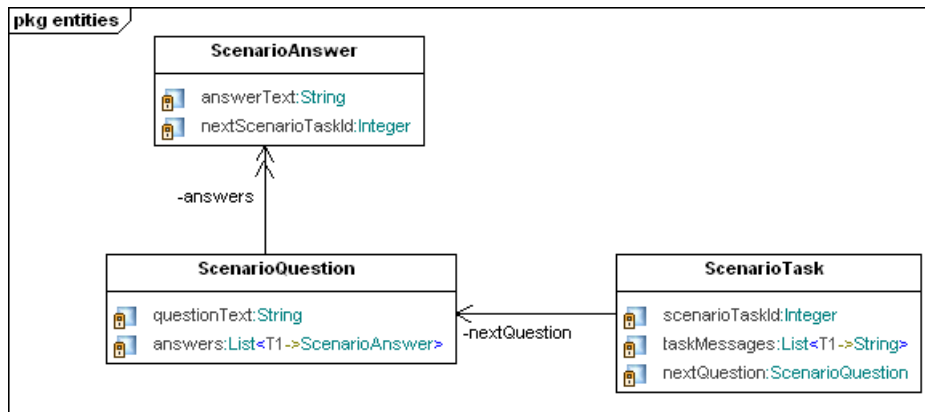 pkg entities
ScenarioAnswer
answerText:String
nextScenarioTaskId:Integer
-answers
ScenarioQuestion
questionText:String
answers:List<T1->ScenarioAnswer>
-nextQuestion
ScenarioTask
scenarioTaskId:Integer
taskMessages:List<T1->String>
nextQuestion:ScenarioQuestion